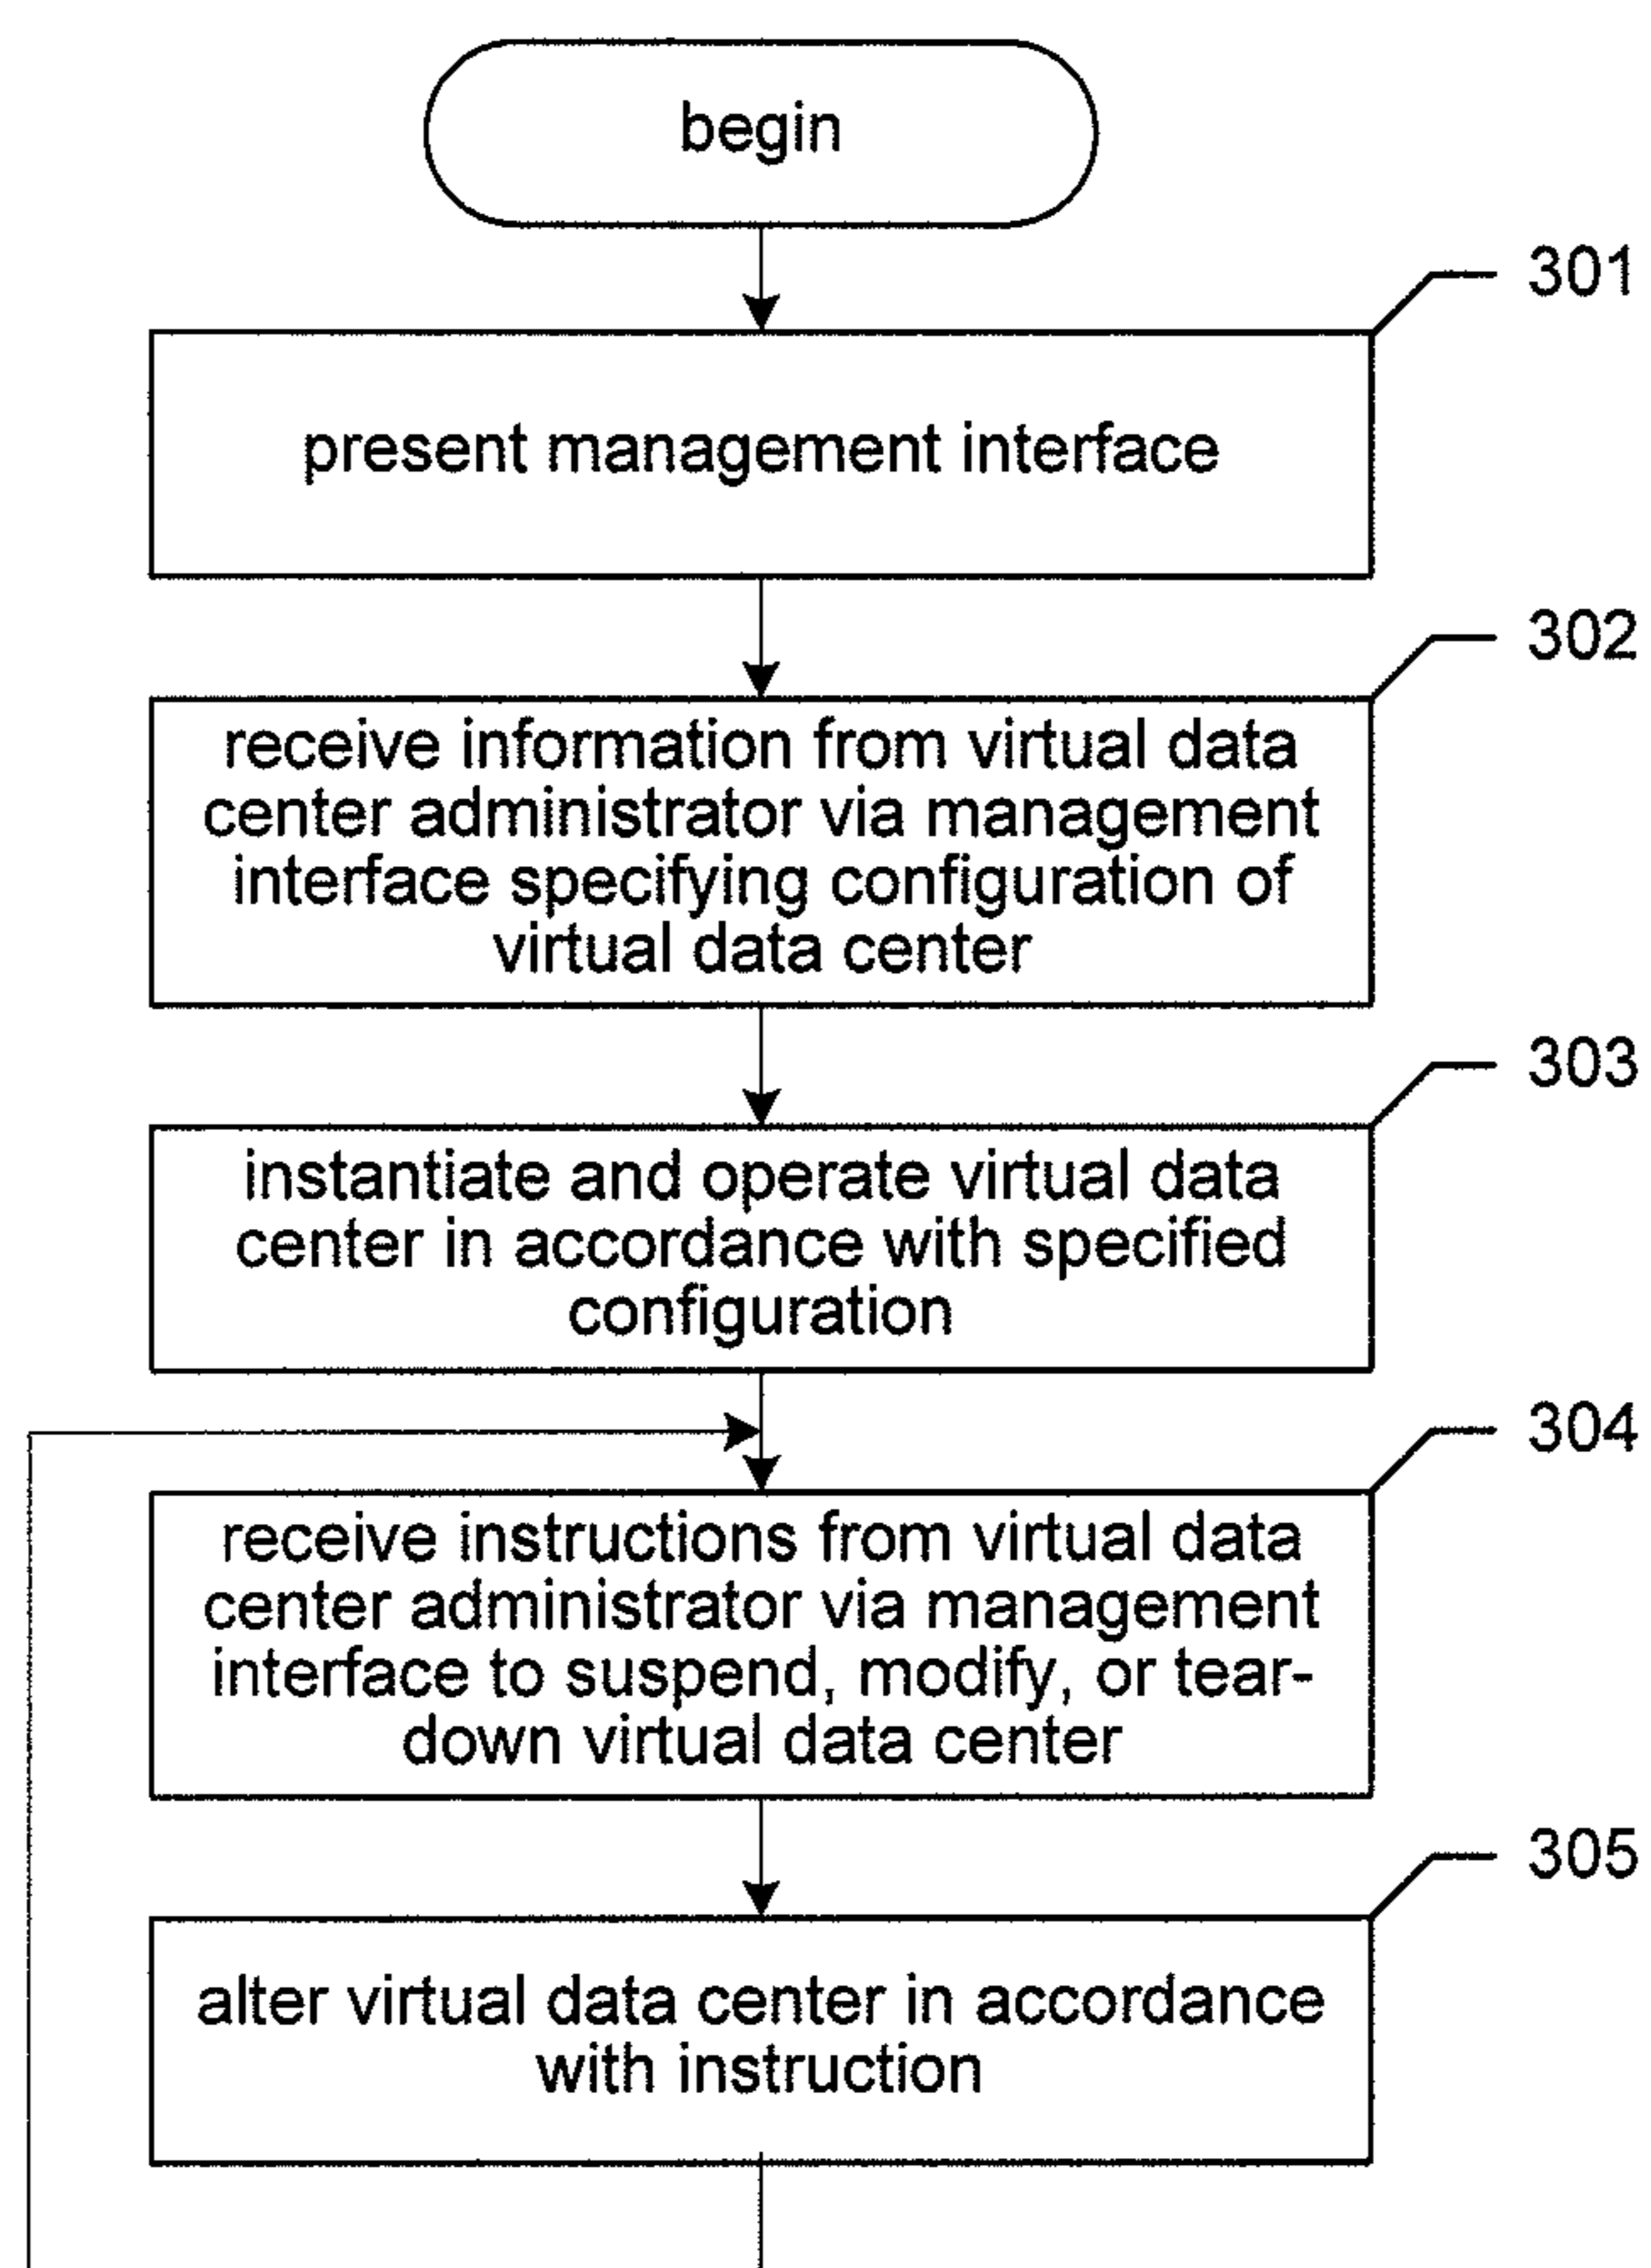 begin
301
present management interface
302
receive information from virtual data
center administrator via management
interface specifying configuration of
virtual data center
303
instantiate and operate virtual data
center in accordance with specified
configuration
304
receive instructions from virtual data
center administrator via management
interface to suspend, modify, or tear-
down virtual data center
305
alter virtual data center in accordance
with instruction